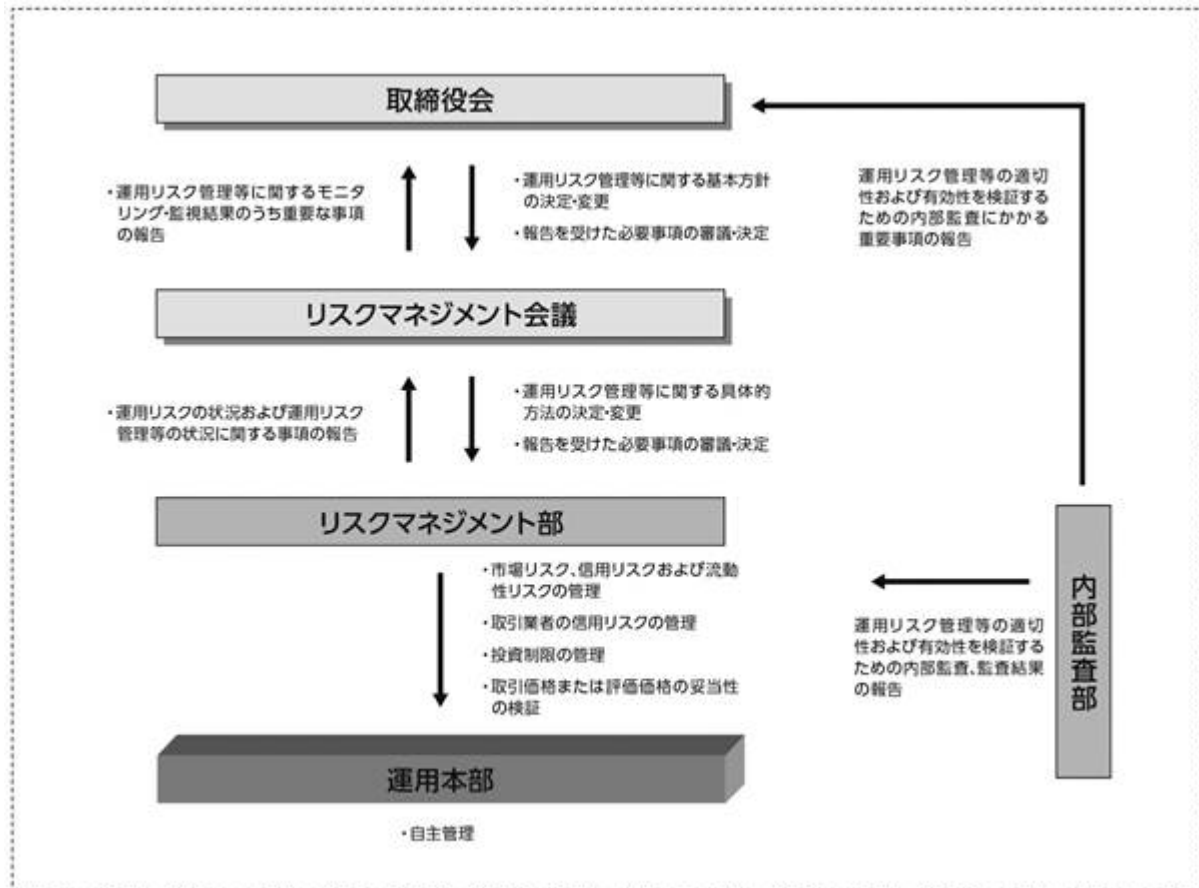 取締役会
・運用リスク管理等に関するモニタ
リング・監視結果のうち重要な事項
の報告
・運用リスク管理等に関する基本方針
の決定・変更
・報告を受けた必要事項の審議・決定
運用リスク管理等の適切
性および有効性を検証する
ための内部監査にかかる
重要事項の報告
リスクマネジメント会議
・運用リスクの状況および運用リスク
管理等の状況に関する事項の報告
・運用リスク管理等に関する具体的
方法の決定・変更
・報告を受けた必要事項の審議・決定
リスクマネジメント部
・市場リスク、信用リスクおよび流動
性リスクの管理
・取引業者の信用リスクの管理
・投資制限の管理
・取引価格または評価価格の妥当性
の検証
運用リスク管理等の適切
性および有効性を検証する
ための内部監査、監査結果
の報告
内部監査部
運用本部
・自主管理